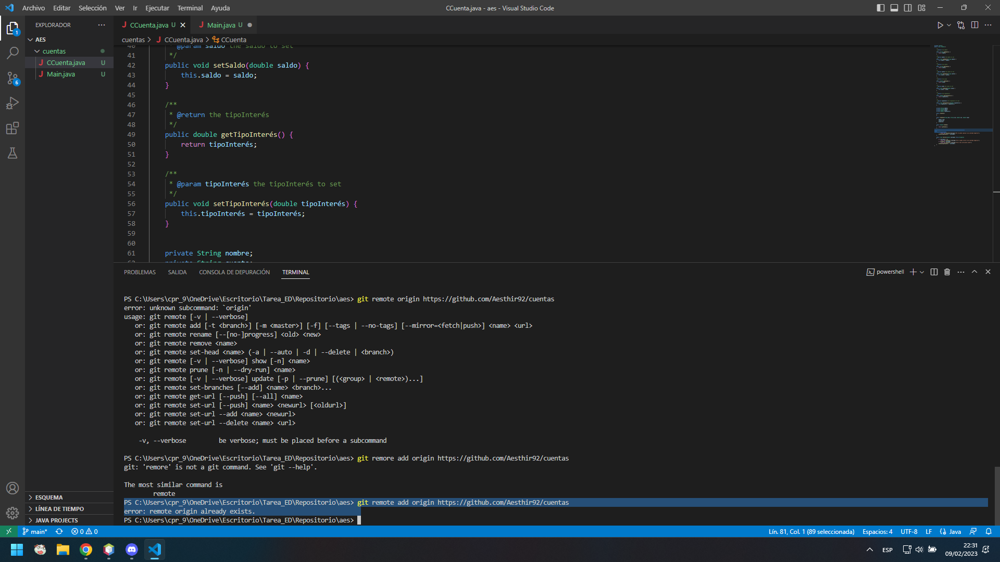 Archivo Editar Selección Ver Ir Ejecutar Terminal Ayuda
CCuenta.java - aes - Visual Studio Code
EXPLORADOR
AES
cuentas
CCuenta.java U
Main.java U
ESQUEMA
LÍNEA DE TIEMPO
JAVA PROJECTS
1
6
J CCuenta.java U
J Main.java U
cuentas > J CCuenta.java > CCuenta
40 * @param saldo the saldo to set
41 */
42 public void setSaldo(double saldo) {
43 this.saldo = saldo;
44 }
45
46 /**
47 * @return the tipoInterés
48 */
49 public double getTipoInterés() {
50 return tipoInterés;
51 }
52
53 /**
54 * @param tipoInterés the tipoInterés to set
55 */
56 public void setTipoInterés(double tipoInterés) {
57 this.tipoInterés = tipoInterés;
58 }
59
60
61 private String nombre;
62 private String cuenta;
PROBLEMAS SALIDA CONSOLA DE DEPURACIÓN TERMINAL
powershell
PS C:\Users\cpr_9\OneDrive\Escritorio\Tarea_ED\Repositorio\aes> git remote origin https://github.com/Aesthir92/cuentas
error: unknown subcommand: `origin'
usage: git remote [-v | --verbose]
or: git remote add [-t <branch>] [-m <master>] [-f] [--tags | --no-tags] [--mirror=<fetch|push>] <name> <url>
or: git remote rename [--[no-]progress] <old> <new>
or: git remote remove <name>
or: git remote set-head <name> (-a | --auto | -d | --delete | <branch>)
or: git remote [-v | --verbose] show [-n] <name>
or: git remote prune [-n | --dry-run] <name>
or: git remote [-v | --verbose] update [-p | --prune] [(<group> | <remote>)...]
or: git remote set-branches [--add] <name> <branch>...
or: git remote get-url [--push] [--all] <name>
or: git remote set-url [--push] <name> <newurl> [<oldurl>]
or: git remote set-url --add <name> <newurl>
or: git remote set-url --delete <name> <url>
-v, --verbose be verbose; must be placed before a subcommand
PS C:\Users\cpr_9\OneDrive\Escritorio\Tarea_ED\Repositorio\aes> git remore add origin https://github.com/Aesthir92/cuentas
git: 'remore' is not a git command. See 'git --help'.
The most similar command is
remote
PS C:\Users\cpr_9\OneDrive\Escritorio\Tarea_ED\Repositorio\aes> git remote add origin https://github.com/Aesthir92/cuentas
error: remote origin already exists.
PS C:\Users\cpr_9\OneDrive\Escritorio\Tarea_ED\Repositorio\aes>
main* 0 0
Lín. 81, Col. 1 (89 seleccionada) Espacios: 4 UTF-8 LF {} Java
ESP
22:31
09/02/2023